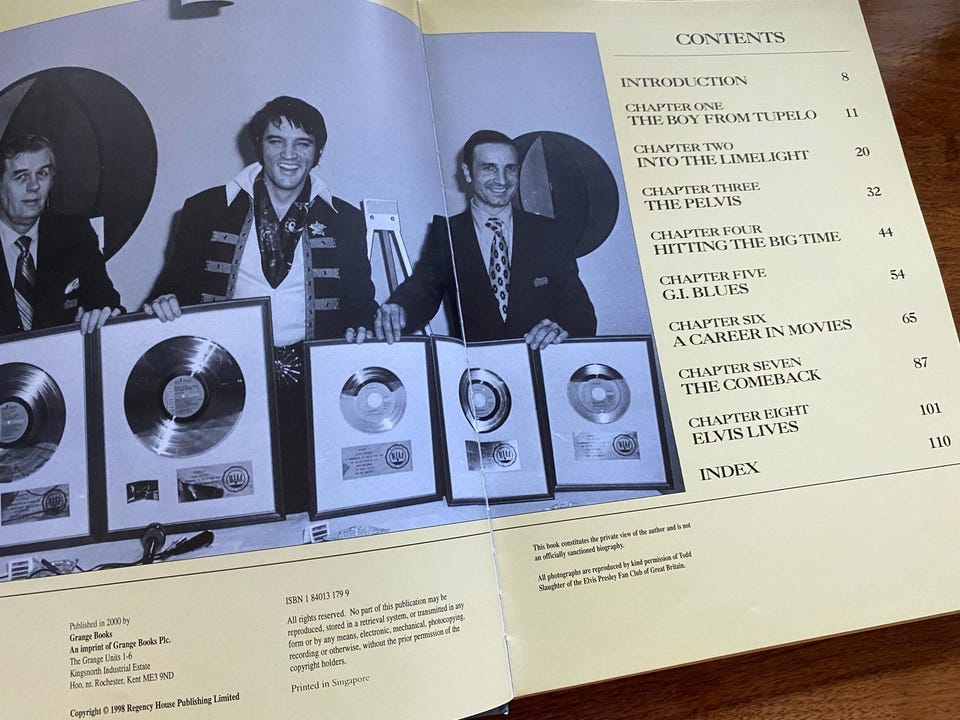 CONTENTS
INTRODUCTION 8
CHAPTER ONE
THE BOY FROM TUPELO 11
CHAPTER TWO
INTO THE LIMELIGHT 20
CHAPTER THREE
THE PELVIS 32
CHAPTER FOUR
HITTING THE BIG TIME 44
CHAPTER FIVE
G.I. BLUES 54
CHAPTER SIX
A CAREER IN MOVIES 65
CHAPTER SEVEN
THE COMEBACK 87
CHAPTER EIGHT
ELVIS LIVES 101
INDEX 110
This book constitutes the private view of the author and is not
an officially sanctioned biography.
All photographs are reproduced by kind permission of Todd
Slaughter of the Elvis Presley Fan Club of Great Britain.
Published in 2000 by
Grange Books
An imprint of Grange Books Plc.
The Grange Units 1-6
Kingsnorth Industrial Estate
Hoo, nr. Rochester, Kent ME3 9ND
Copyright © 1998 Regency House Publishing Limited
ISBN 1 84013 179 9
All rights reserved. No part of this publication may be
reproduced, stored in a retrieval system, or transmitted in any
form or by any means, electronic, mechanical, photocopying,
recording or otherwise, without the prior permission of the
copyright holders.
Printed in Singapore